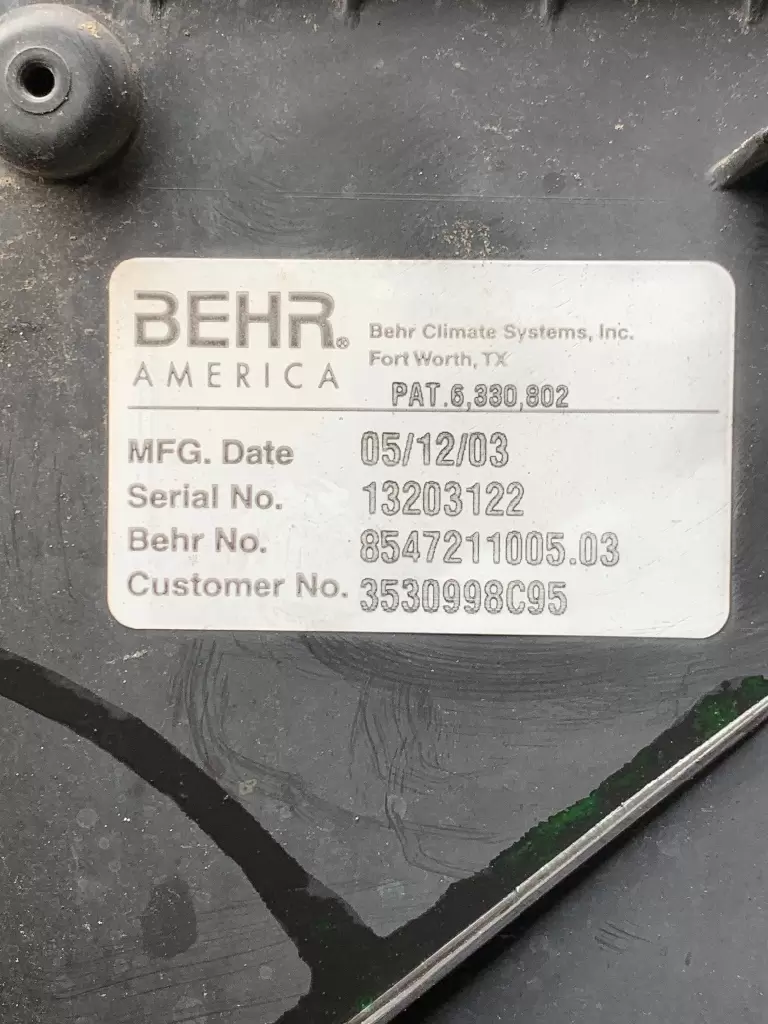 BEHR® Behr Climate Systems, Inc.
AMERICA Fort Worth, TX
PAT.6,330,802
MFG. Date 05/12/03
Serial No. 13203122
Behr No. 8547211005.03
Customer No. 3530998C95